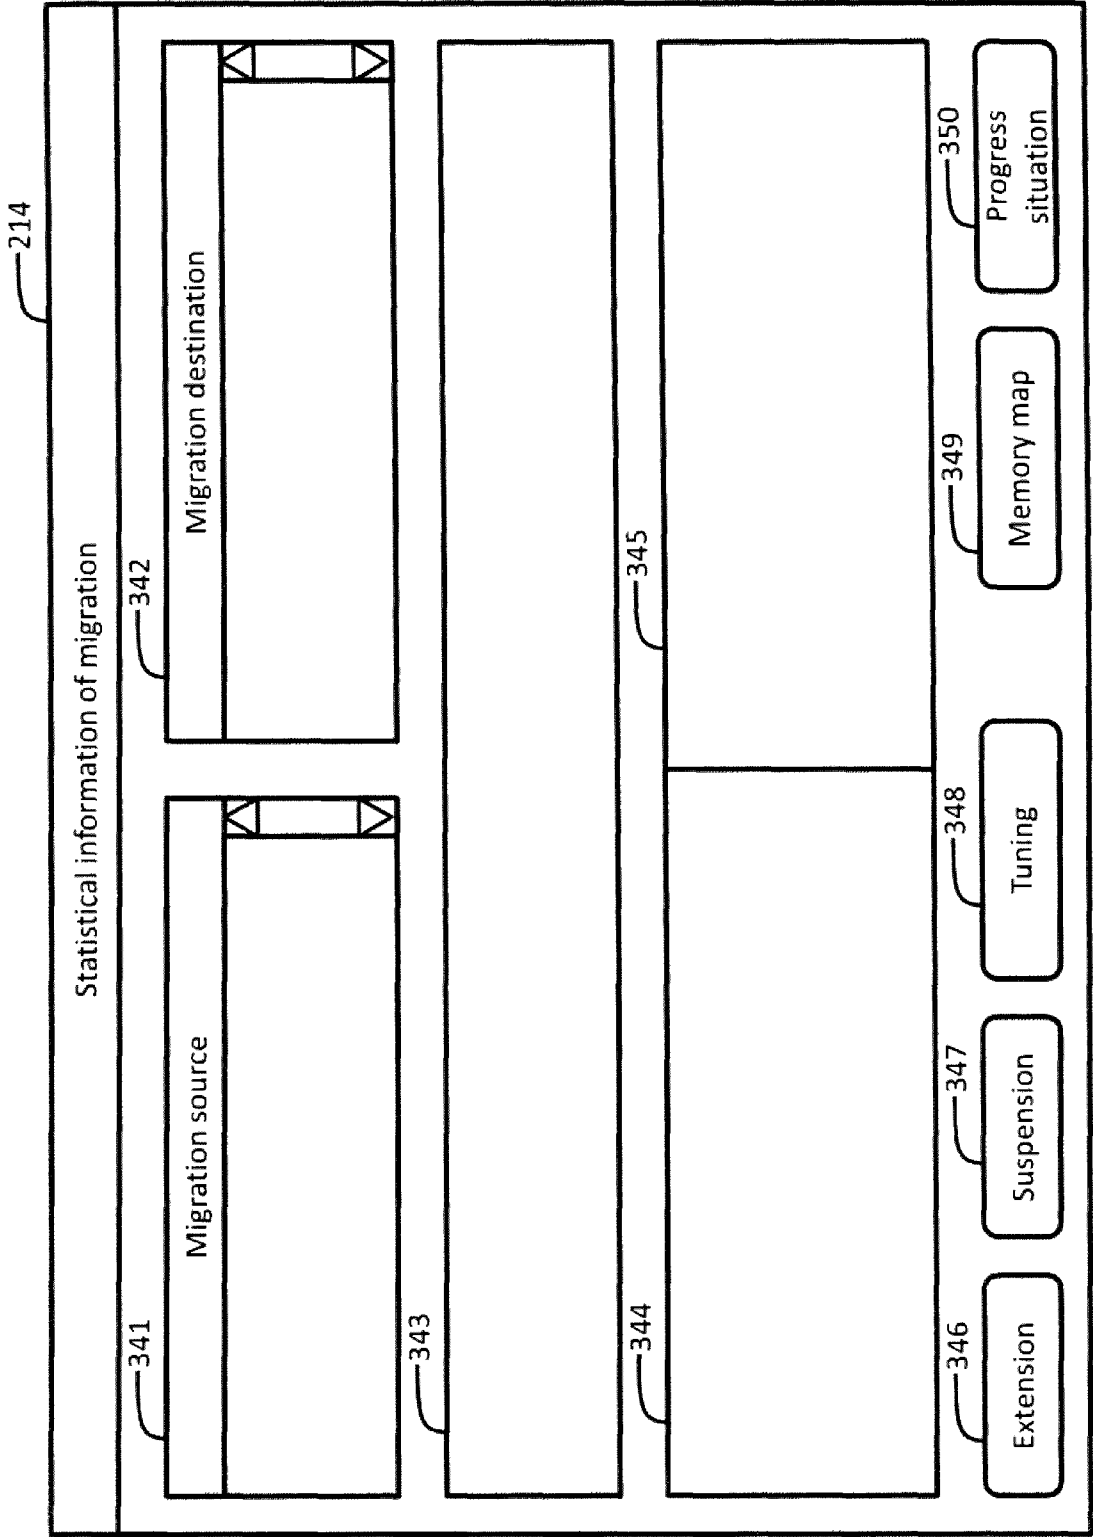 214
Statistical information of migration
341
342
Migration source
Migration destination
343
344
345
346
347
348
349
350
Extension
Suspension
Tuning
Memory map
Progress
situation